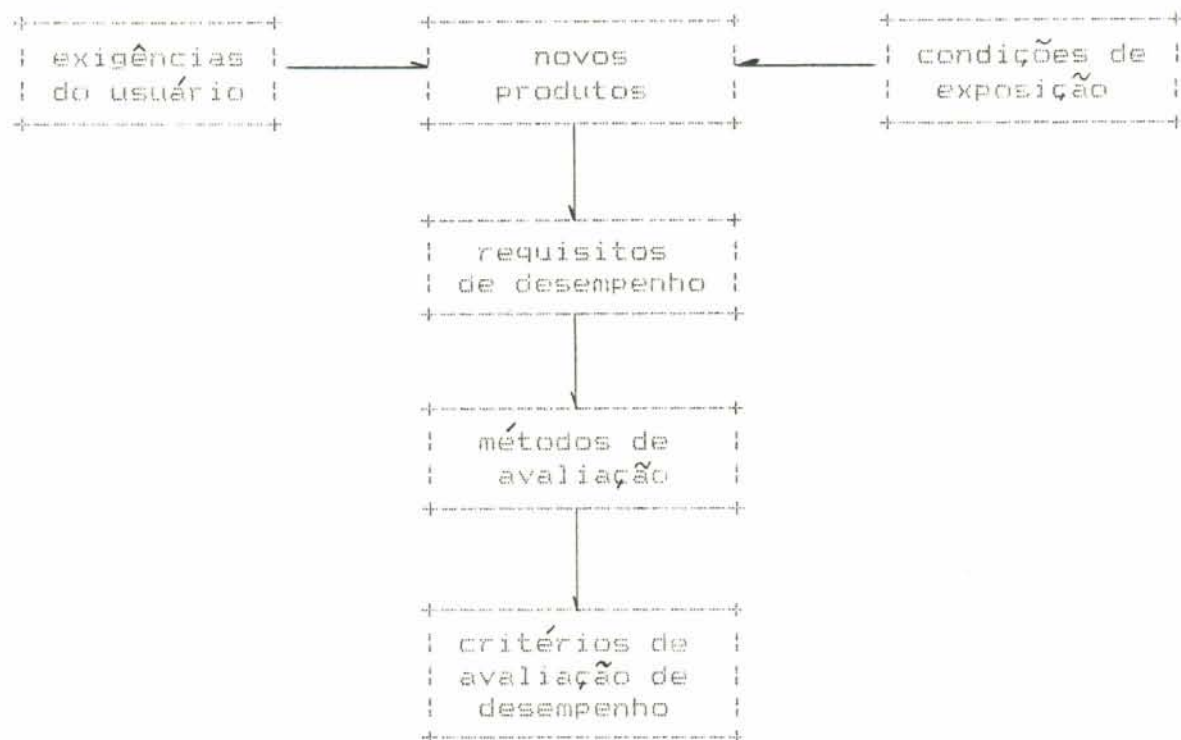 exigências
do usuário
novos
produtos
condições de
exposição
requisitos
de desempenho
métodos de
avaliação
critérios de
avaliação de
desempenho